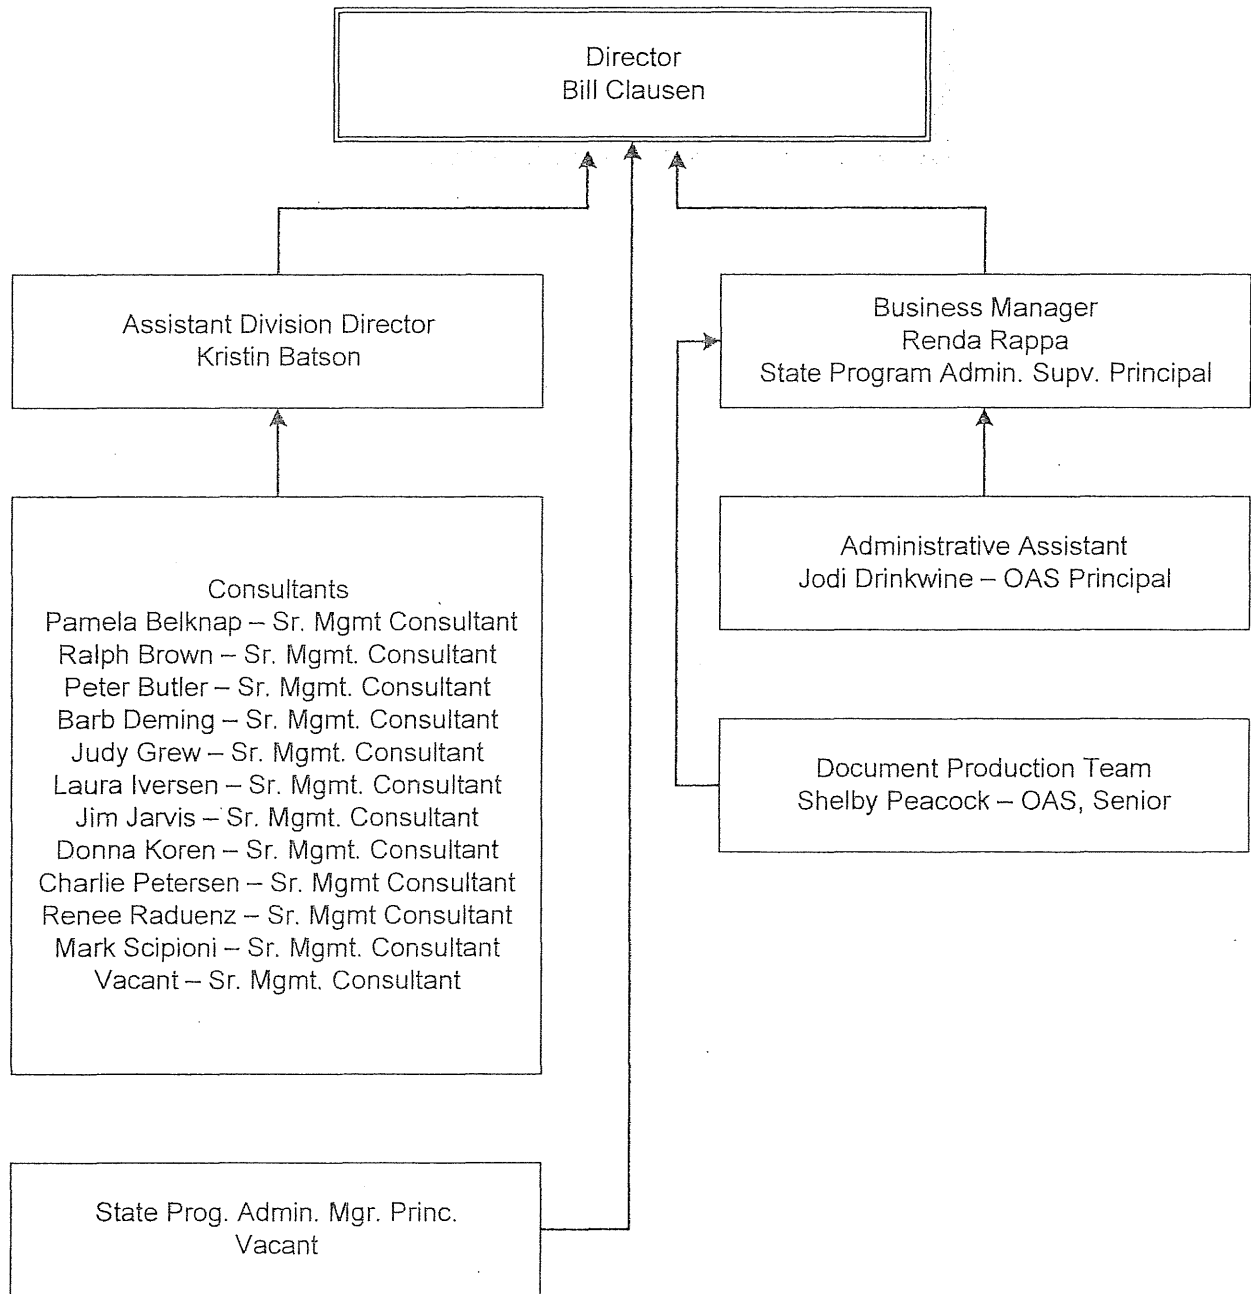 Director
Bill Clausen
Assistant Division Director
Kristin Batson
Business Manager
Renda Rappa
State Program Admin. Supv. Principal
Consultants
Pamela Belknap – Sr. Mgmt Consultant
Ralph Brown – Sr. Mgmt. Consultant
Peter Butler – Sr. Mgmt. Consultant
Barb Deming – Sr. Mgmt. Consultant
Judy Grew – Sr. Mgmt. Consultant
Laura Iversen – Sr. Mgmt. Consultant
Jim Jarvis – Sr. Mgmt. Consultant
Donna Koren – Sr. Mgmt. Consultant
Charlie Petersen – Sr. Mgmt Consultant
Renee Raduenz – Sr. Mgmt Consultant
Mark Scipioni – Sr. Mgmt. Consultant
Vacant – Sr. Mgmt. Consultant
Administrative Assistant
Jodi Drinkwine – OAS Principal
Document Production Team
Shelby Peacock – OAS, Senior
State Prog. Admin. Mgr. Princ.
Vacant